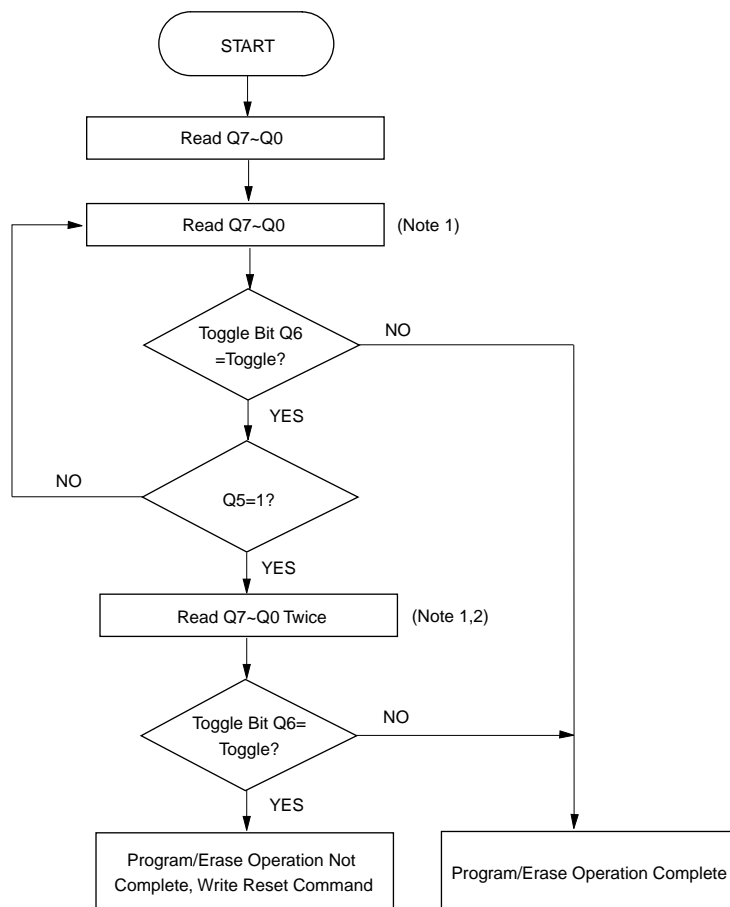 START
Read Q7~Q0
Read Q7~Q0
(Note 1)
Toggle Bit Q6
=Toggle?
NO
YES
NO
Q5=1?
YES
Read Q7~Q0 Twice
(Note 1,2)
Toggle Bit Q6=
Toggle?
NO
YES
Program/Erase Operation Not
Complete, Write Reset Command
Program/Erase Operation Complete